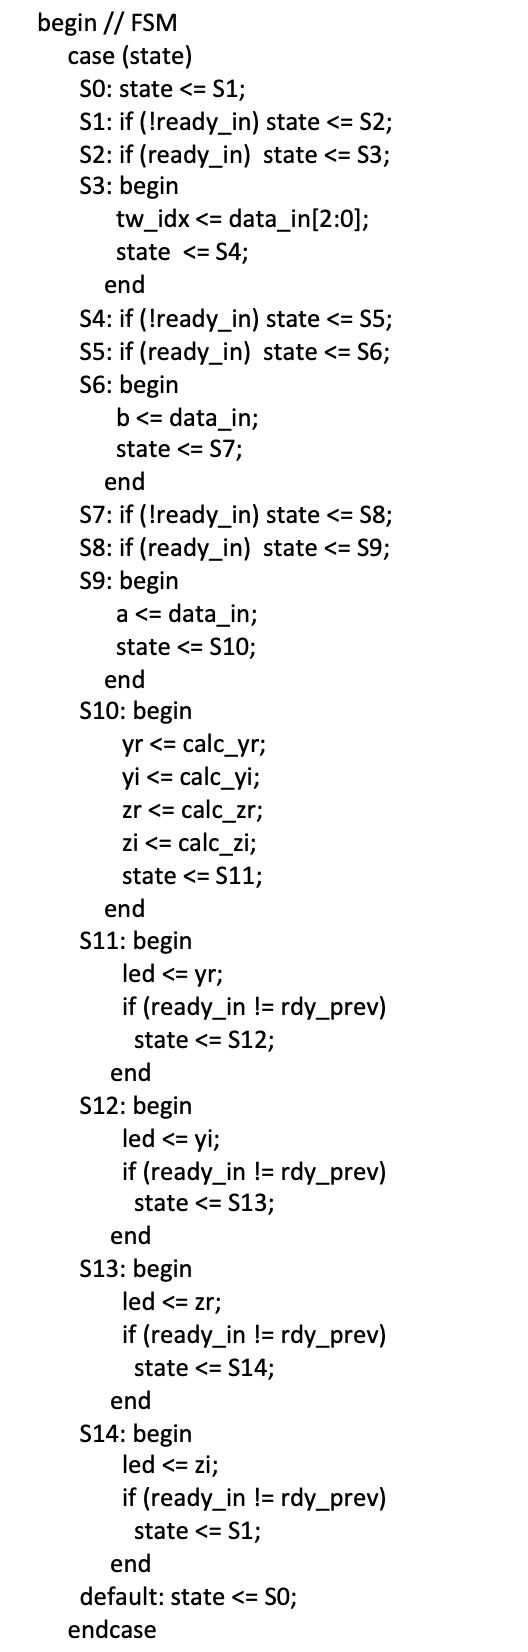 begin // FSM
case (state)
S0: state <= S1;
S1: if (!ready_in) state <= S2;
S2: if (ready_in)  state <= S3;
S3: begin
tw_idx <= data_in[2:0];
state  <= S4;
end
S4: if (!ready_in) state <= S5;
S5: if (ready_in)  state <= S6;
S6: begin
b <= data_in;
state <= S7;
end
S7: if (!ready_in) state <= S8;
S8: if (ready_in)  state <= S9;
S9: begin
a <= data_in;
state <= S10;
end
S10: begin
yr <= calc_yr;
yi <= calc_yi;
zr <= calc_zr;
zi <= calc_zi;
state <= S11;
end
S11: begin
led <= yr;
if (ready_in != rdy_prev)
state <= S12;
end
S12: begin
led <= yi;
if (ready_in != rdy_prev)
state <= S13;
end
S13: begin
led <= zr;
if (ready_in != rdy_prev)
state <= S14;
end
S14: begin
led <= zi;
if (ready_in != rdy_prev)
state <= S1;
end
default: state <= S0;
endcase